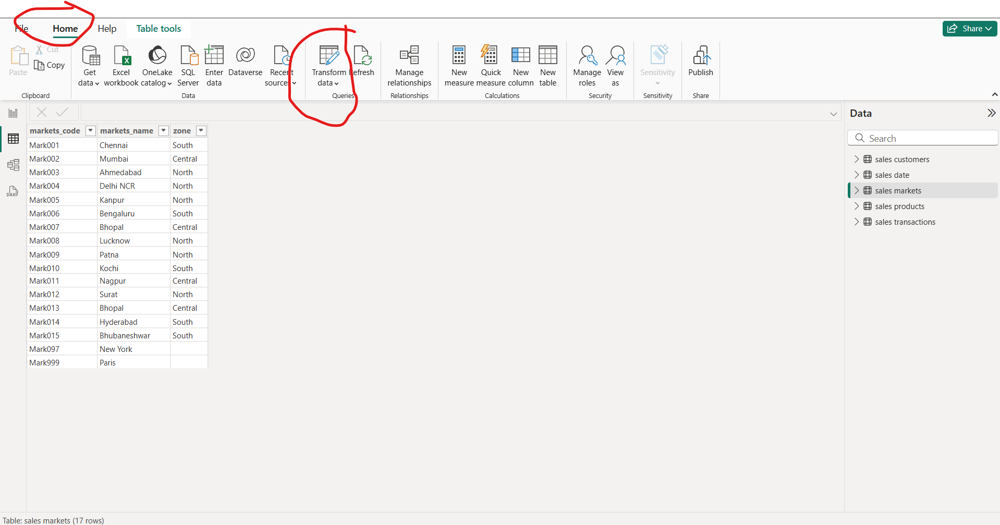 File Home Help Table tools Share
Paste Cut Copy Clipboard
Get data Excel workbook OneLake catalog SQL Server Enter data Dataverse Recent sources Data
Transform data Refresh Queries
Manage relationships Relationships
New measure Quick measure New column New table Calculations
Manage roles View as Security
Sensitivity Sensitivity
Publish Share
markets_code markets_name zone
Mark001 Chennai South
Mark002 Mumbai Central
Mark003 Ahmedabad North
Mark004 Delhi NCR North
Mark005 Kanpur North
Mark006 Bengaluru South
Mark007 Bhopal Central
Mark008 Lucknow North
Mark009 Patna North
Mark010 Kochi South
Mark011 Nagpur Central
Mark012 Surat North
Mark013 Bhopal Central
Mark014 Hyderabad South
Mark015 Bhubaneshwar South
Mark097 New York
Mark999 Paris
DAX
Data
Search
sales customers
sales date
sales markets
sales products
sales transactions
Table: sales markets (17 rows)